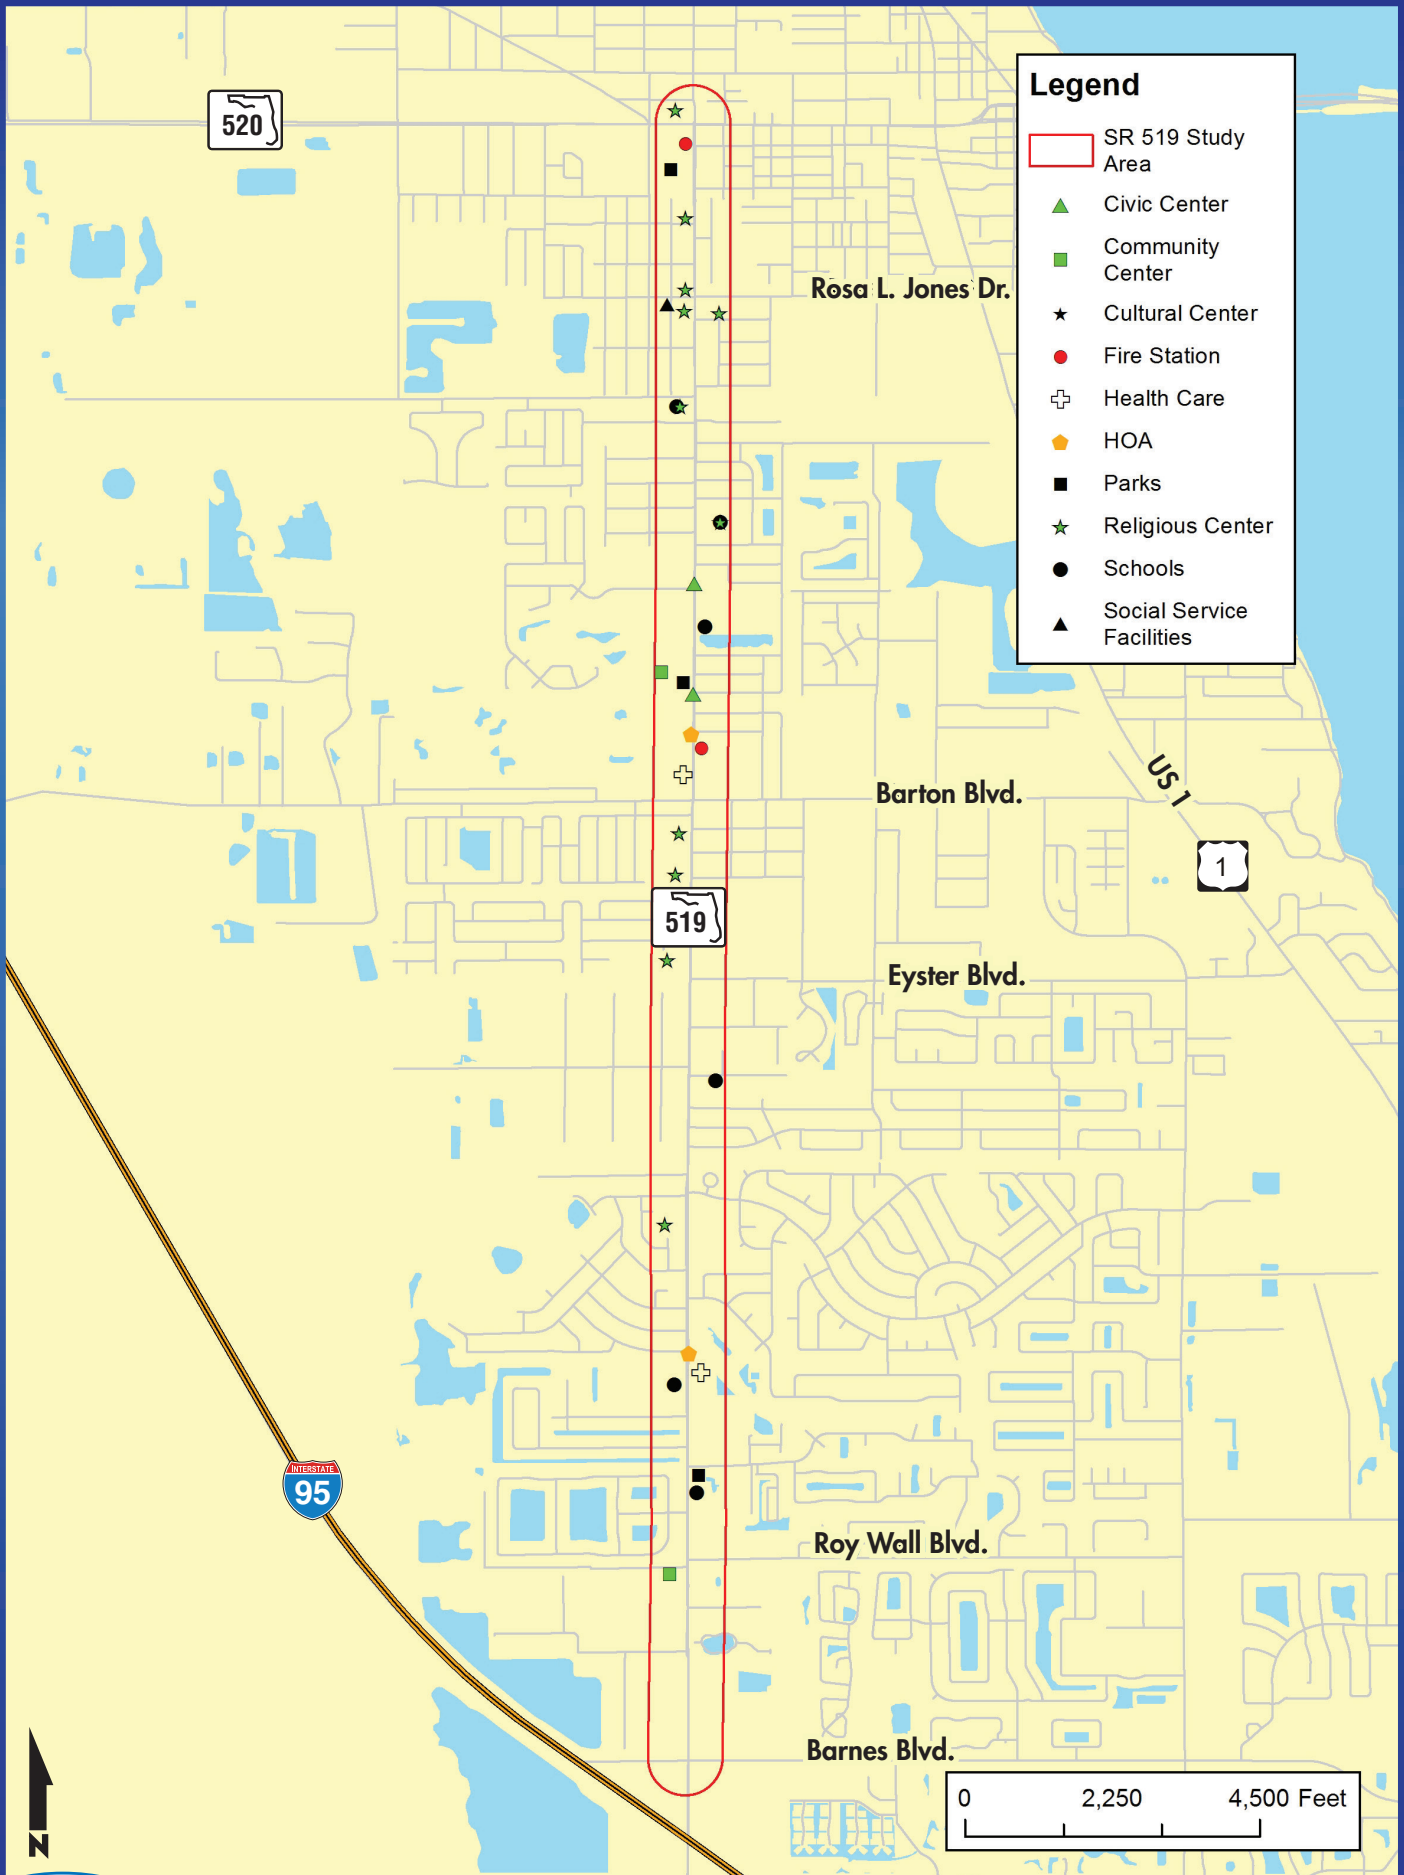 Legend
SR 519 Study
Area
Civic Center
Community
Center
Cultural Center
Fire Station
Health Care
HOA
Parks
Religious Center
Schools
Social Service
Facilities
520
Rosa L. Jones Dr.
US 1
Barton Blvd.
1
519
Eyster Blvd.
INTERSTATE
95
Roy Wall Blvd.
Barnes Blvd.
0 2,250 4,500 Feet
N